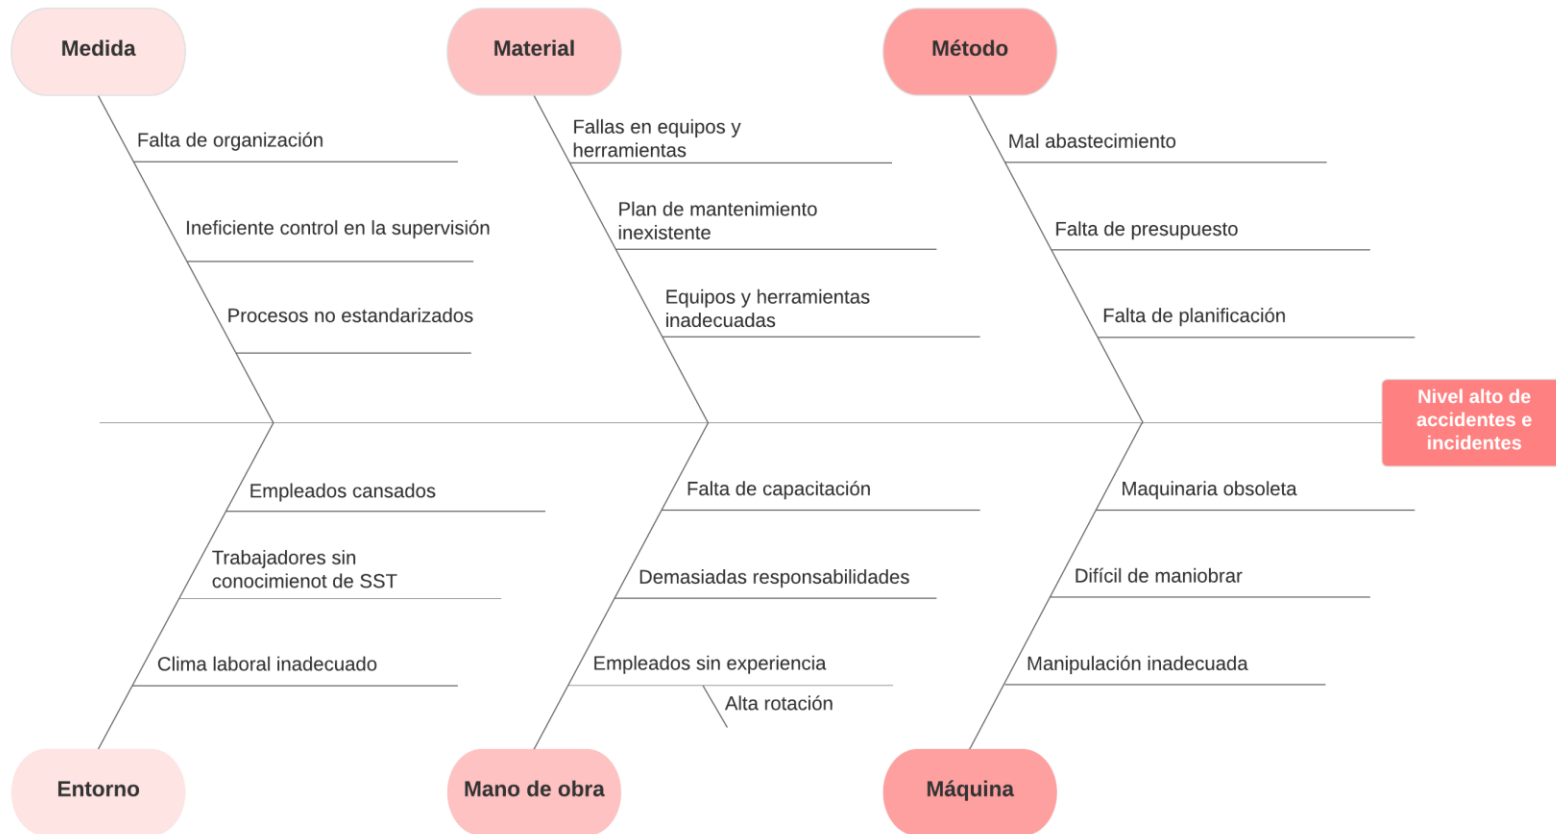 Medida
Material
Método
Falta de organización
Ineficiente control en la supervisión
Procesos no estandarizados
Fallas en equipos y
herramientas
Plan de mantenimiento
inexistente
Equipos y herramientas
inadecuadas
Mal abastecimiento
Falta de presupuesto
Falta de planificación
Nivel alto de
accidentes e
incidentes
Empleados cansados
Trabajadores sin
conocimienot de SST
Clima laboral inadecuado
Falta de capacitación
Demasiadas responsabilidades
Empleados sin experiencia
Alta rotación
Maquinaria obsoleta
Difícil de maniobrar
Manipulación inadecuada
Entorno
Mano de obra
Máquina